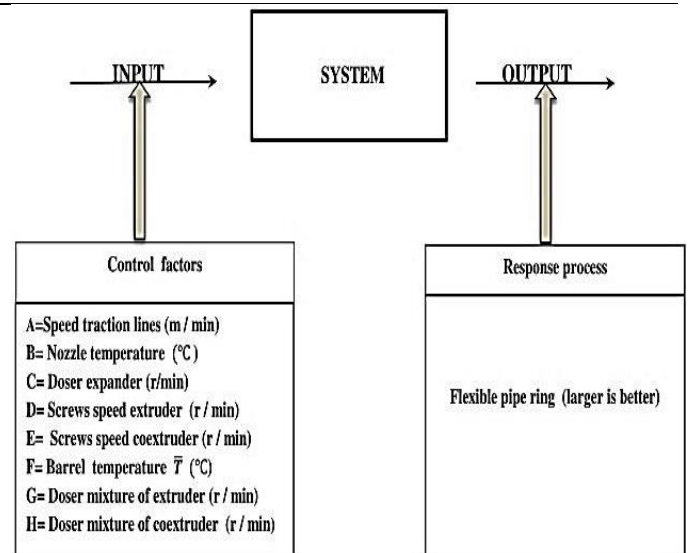 INPUT
SYSTEM
OUTPUT
Control factors
A=Speed traction lines (m / min)
B= Nozzle temperature (℃)
C= Doser expander (r/min)
D= Screws speed extruder (r / min)
E= Screws speed coextruder (r / min)
F= Barrel temperature T̿ (℃)
G= Doser mixture of extruder (r / min)
H= Doser mixture of coextruder (r / min)
Response process
Flexible pipe ring (larger is better)